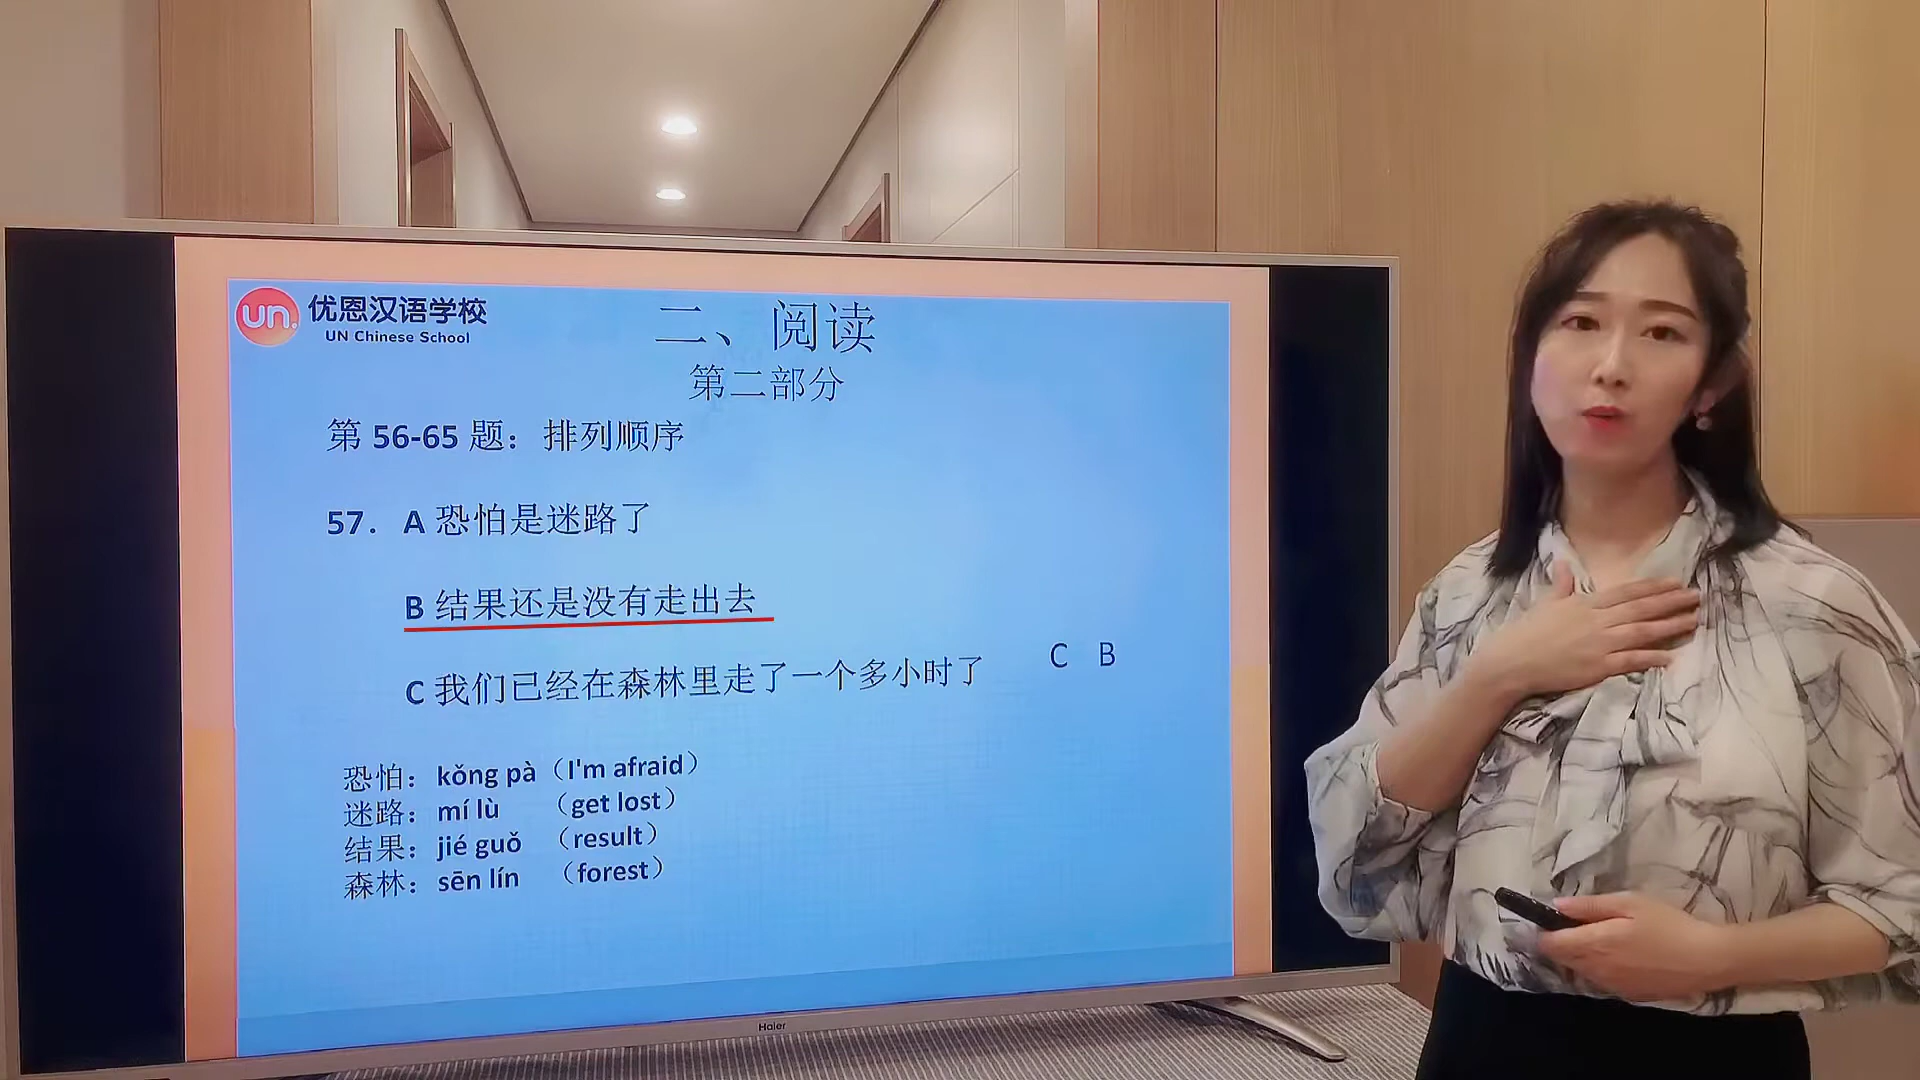 un.
优恩汉语学校
UN Chinese School
二、阅读
第二部分
第 56-65 题：排列顺序
57. A 恐怕是迷路了
B 结果还是没有走出去
C 我们已经在森林里走了一个多小时了
C B
恐怕：kǒng pà（I'm afraid）
迷路：mí lù （get lost）
结果：jié guǒ （result）
森林：sēn lín （forest）
Haier